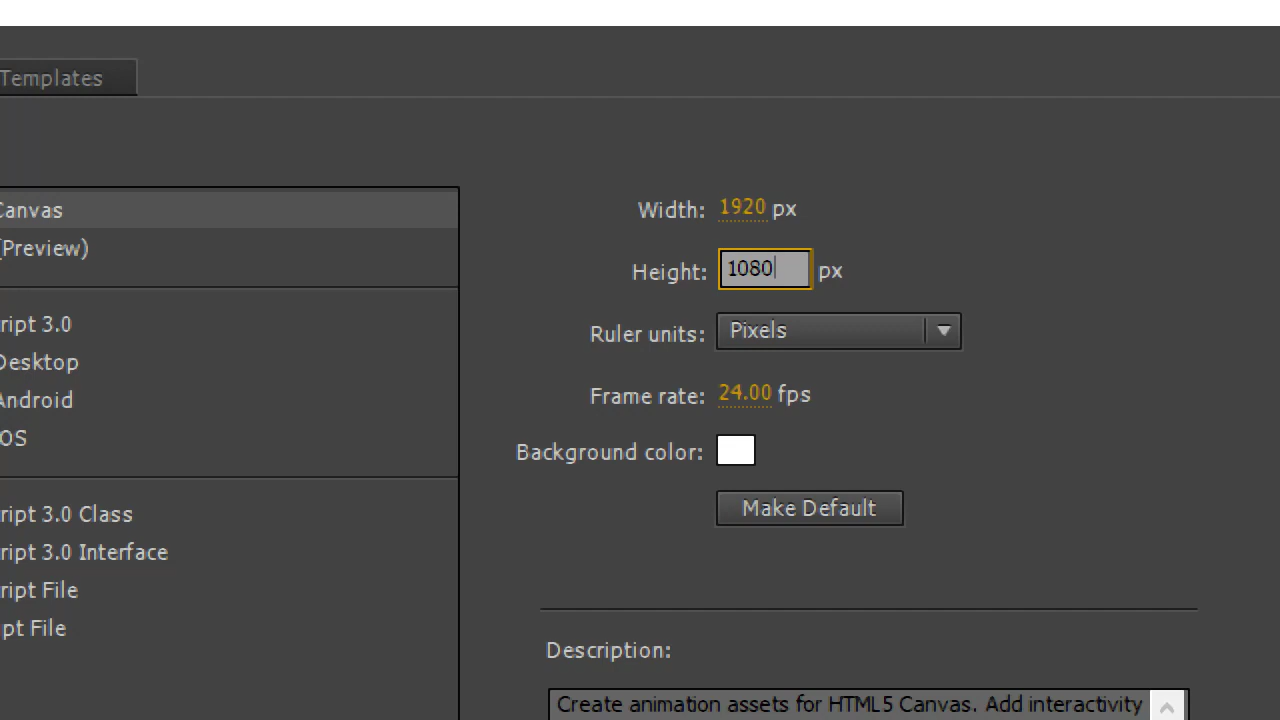 Templates
Canvas
(Preview)
ript 3.0
Desktop
Android
OS
ript 3.0 Class
ript 3.0 Interface
ript File
pt File
Width: 1920 px
Height: 1080 px
Ruler units: Pixels
Frame rate: 24.00 fps
Background color:
Make Default
Description:
Create animation assets for HTML5 Canvas. Add interactivity